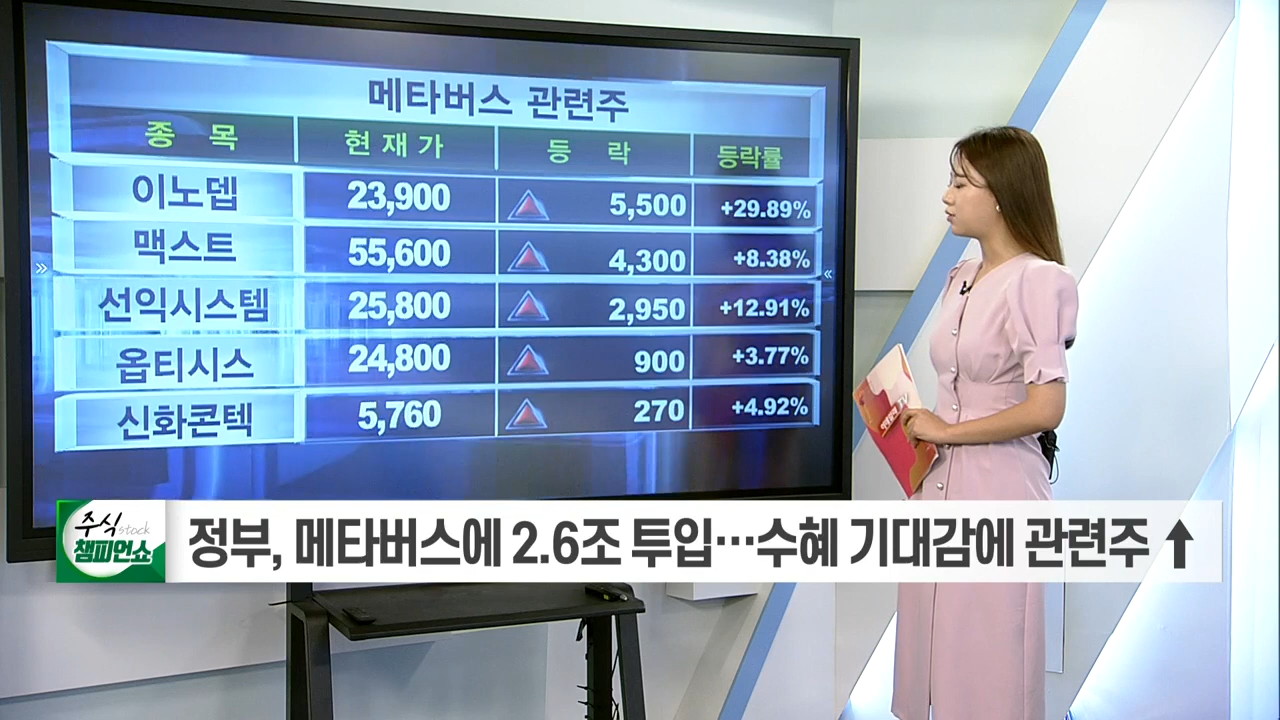 메타버스 관련주
종 목 현 재 가 등 락 등락률
이노뎁 23,900 5,500 +29.89%
맥스트 55,600 4,300 +8.38%
선익시스템 25,800 2,950 +12.91%
옵티시스 24,800 900 +3.77%
신화콘텍 5,760 270 +4.92%
주식 stock
챔피언쇼
정부, 메타버스에 2.6조 투입…수혜 기대감에 관련주 ↑